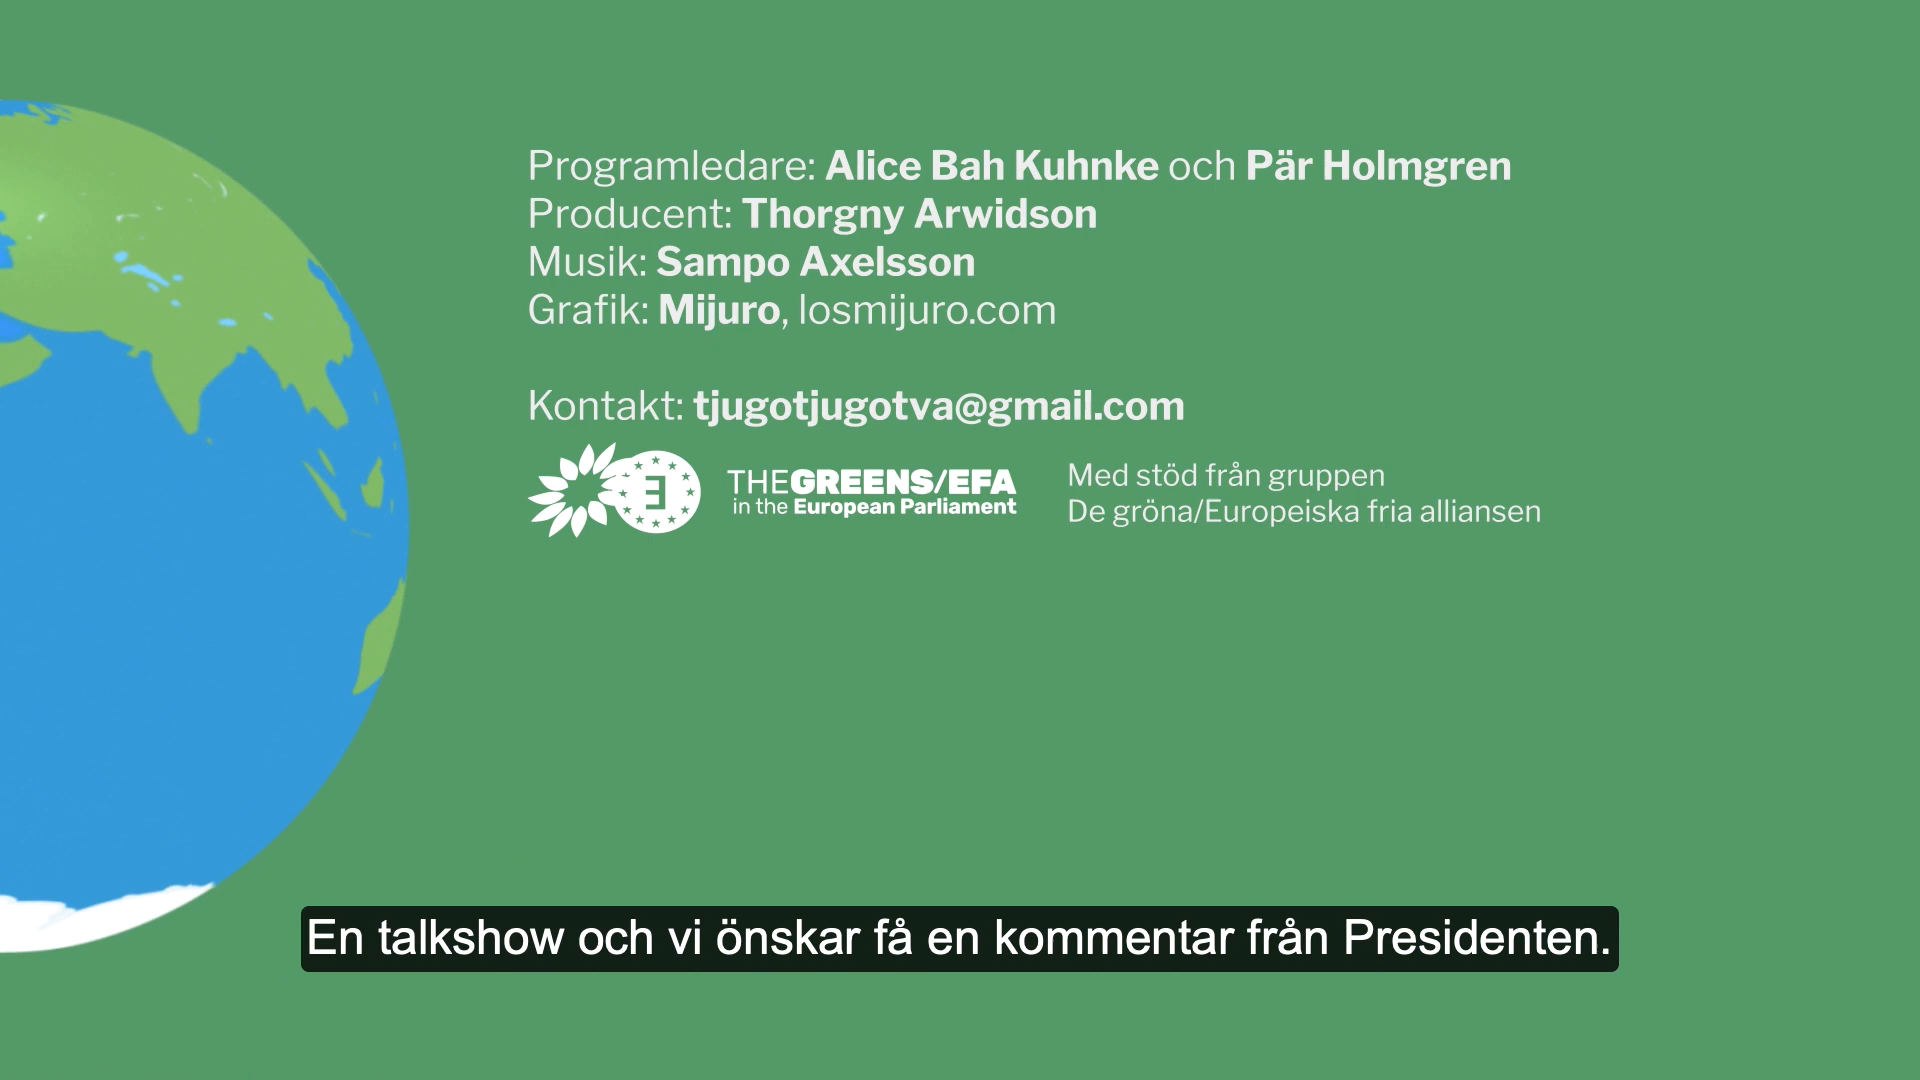 Programledare: Alice Bah Kuhnke och Pär Holmgren
Producent: Thorgny Arwidson
Musik: Sampo Axelsson
Grafik: Mijuro, losmijuro.com
Kontakt: tjugotjugotva@gmail.com
THE GREENS/EFA
in the European Parliament
Med stöd från gruppen
De gröna/Europeiska fria alliansen
En talkshow och vi önskar få en kommentar från Presidenten.